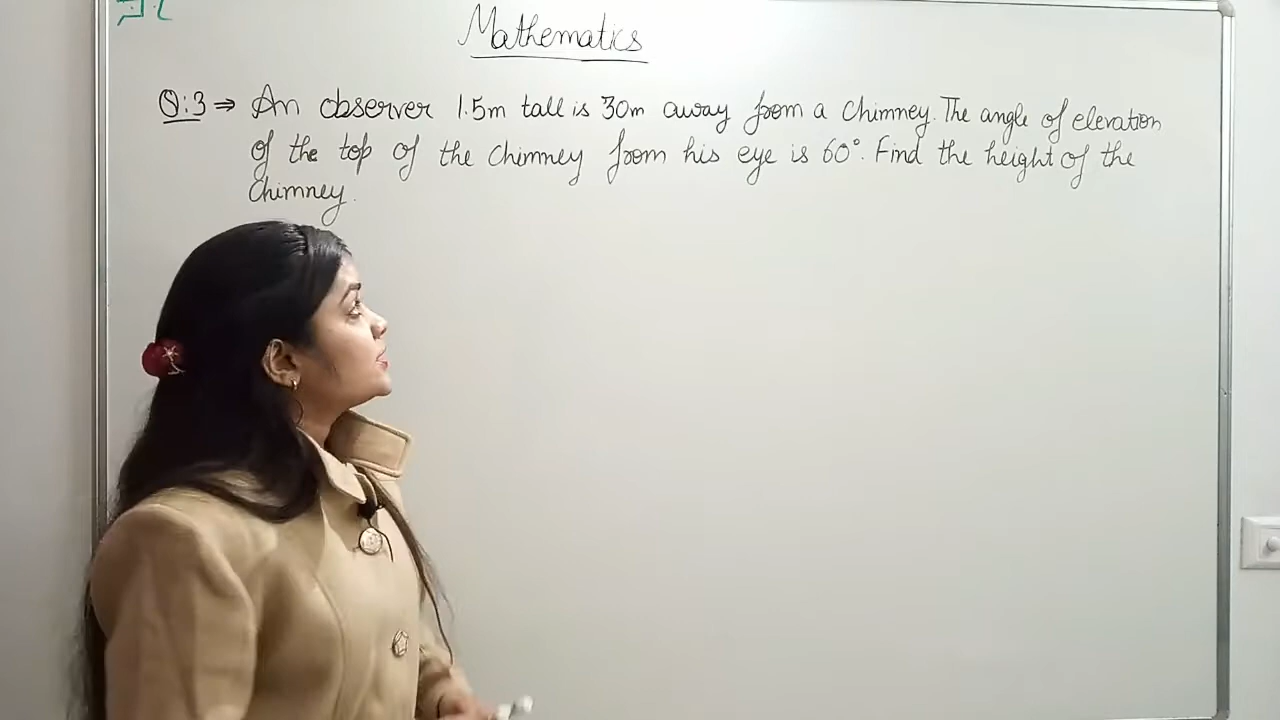 Mathematics
Q:3 ⇒ An observer 1.5m tall is 30m away from a Chimney. The angle of elevation
of the top of the chimney from his eye is 60°. Find the height of the
Chimney.